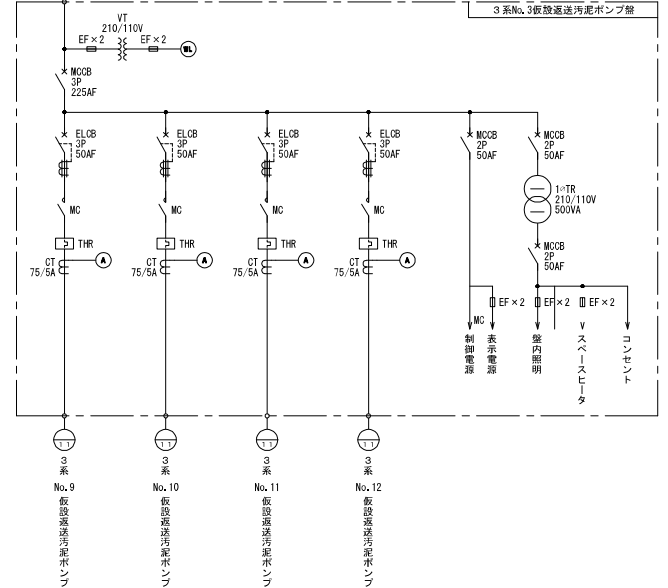 3系No.3仮設返送汚泥ポンプ盤
VT
210/110V
EF×2
EF×2
WL
MCCB
3P
225AF
ELCB
3P
50AF
ELCB
3P
50AF
ELCB
3P
50AF
ELCB
3P
50AF
MCCB
2P
50AF
MCCB
2P
50AF
1φTR
210/110V
500VA
MC
MC
MC
MC
THR
THR
THR
THR
MCCB
2P
50AF
CT
75/5A
A
CT
75/5A
A
CT
75/5A
A
CT
75/5A
A
EF×2
EF×2
EF×2
MC
制御電源
表示電源
盤内照明
スペースヒータ
コンセント
11
11
11
11
3系
No.9
仮設返送汚泥ポンプ
3系
No.10
仮設返送汚泥ポンプ
3系
No.11
仮設返送汚泥ポンプ
3系
No.12
仮設返送汚泥ポンプ